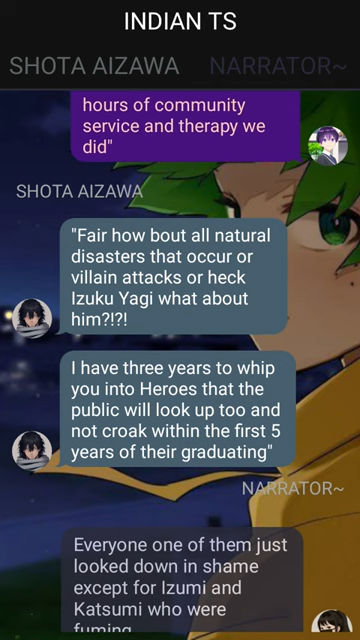 INDIAN TS
SHOTA AIZAWA NARRATOR~
hours of community
service and therapy we
did"
SHOTA AIZAWA
"Fair how bout all natural
disasters that occur or
villain attacks or heck
Izuku Yagi what about
him?!?!
I have three years to whip
you into Heroes that the
public will look up too and
not croak within the first 5
years of their graduating"
NARRATOR~
Everyone one of them just
looked down in shame
except for Izumi and
Katsumi who were
fuming